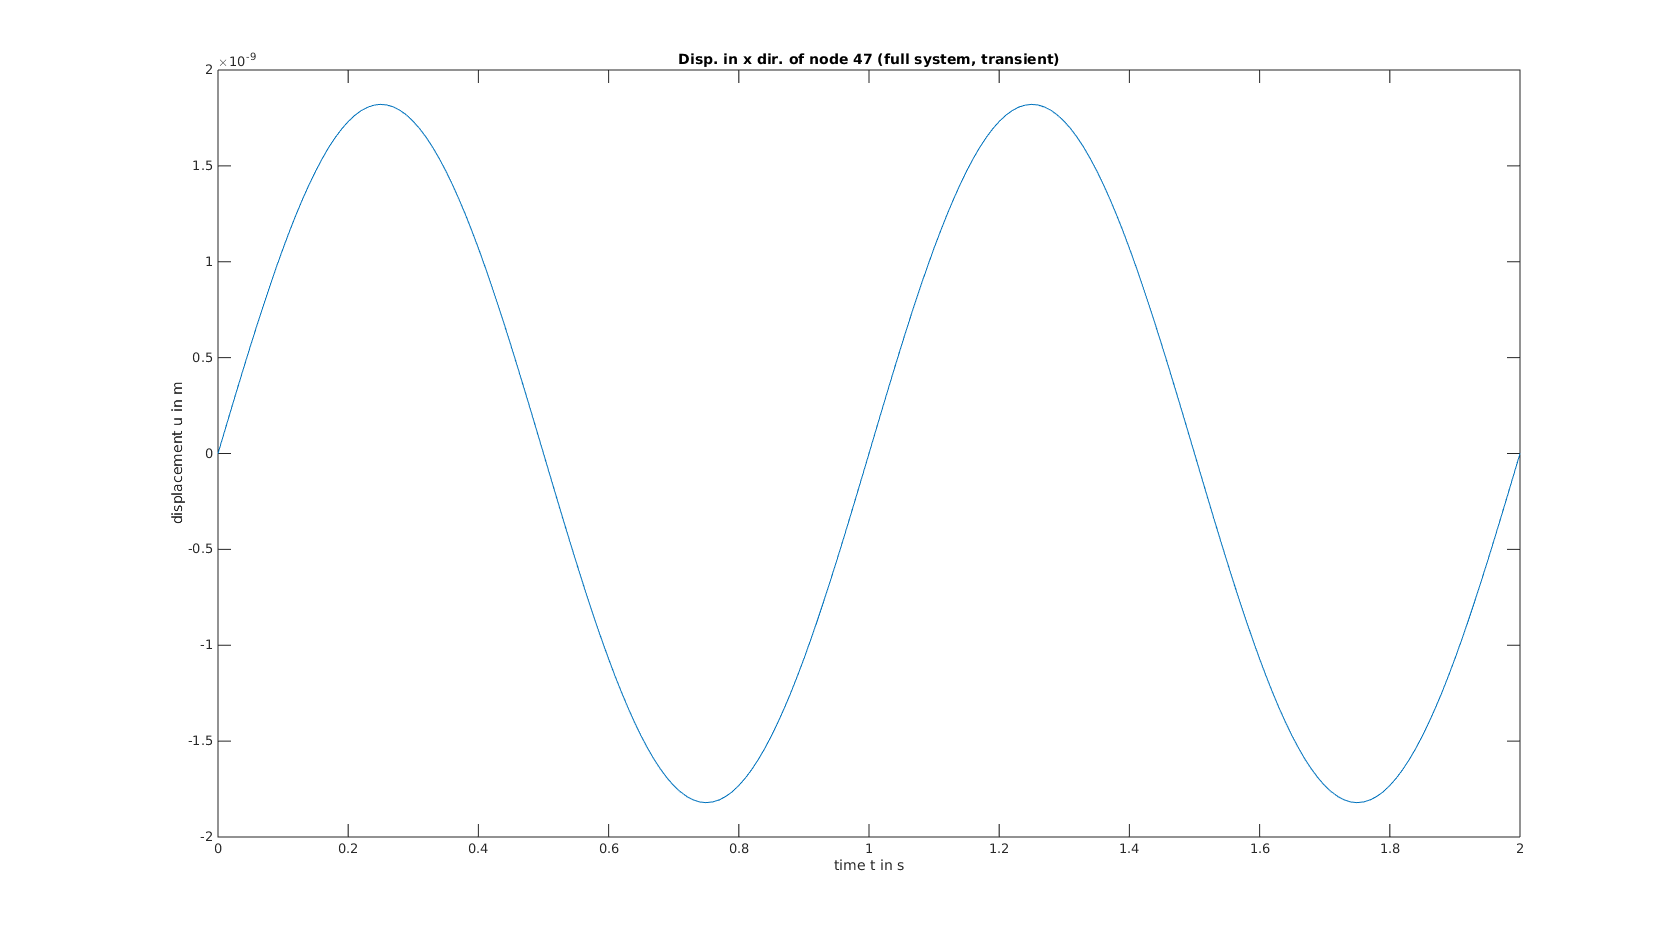 Disp. in x dir. of node 47 (full system, transient)
×10⁻⁹
2
1.5
1
0.5
0
-0.5
-1
-1.5
-2
displacement u in m
0 0.2 0.4 0.6 0.8 1 1.2 1.4 1.6 1.8 2
time t in s